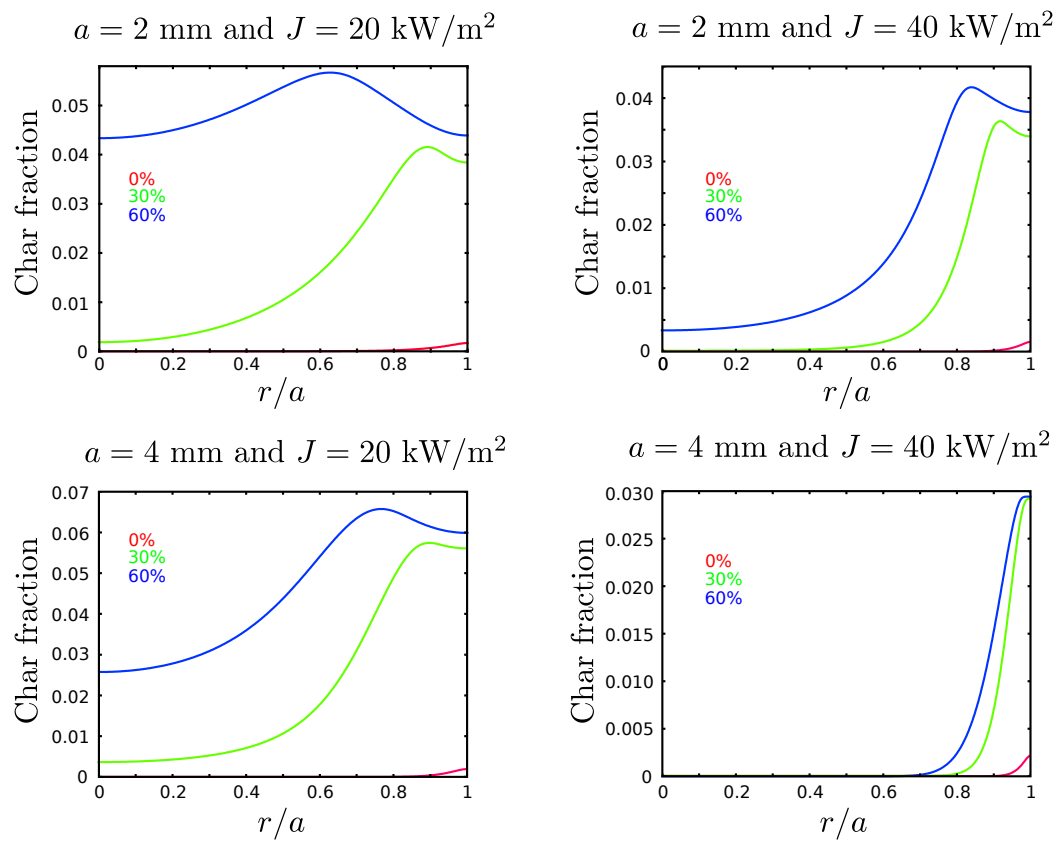 a = 2 mm and J = 20 kW/m²
0.05
0.04
0.03
0.02
0.01
0
Char fraction
0%
30%
60%
0 0.2 0.4 0.6 0.8 1
r/a
a = 2 mm and J = 40 kW/m²
0.04
0.03
0.02
0.01
0
Char fraction
0%
30%
60%
0 0.2 0.4 0.6 0.8 1
r/a
a = 4 mm and J = 20 kW/m²
0.07
0.06
0.05
0.04
0.03
0.02
0.01
0
Char fraction
0%
30%
60%
0 0.2 0.4 0.6 0.8 1
r/a
a = 4 mm and J = 40 kW/m²
0.030
0.025
0.020
0.015
0.010
0.005
0
Char fraction
0%
30%
60%
0 0.2 0.4 0.6 0.8 1
r/a